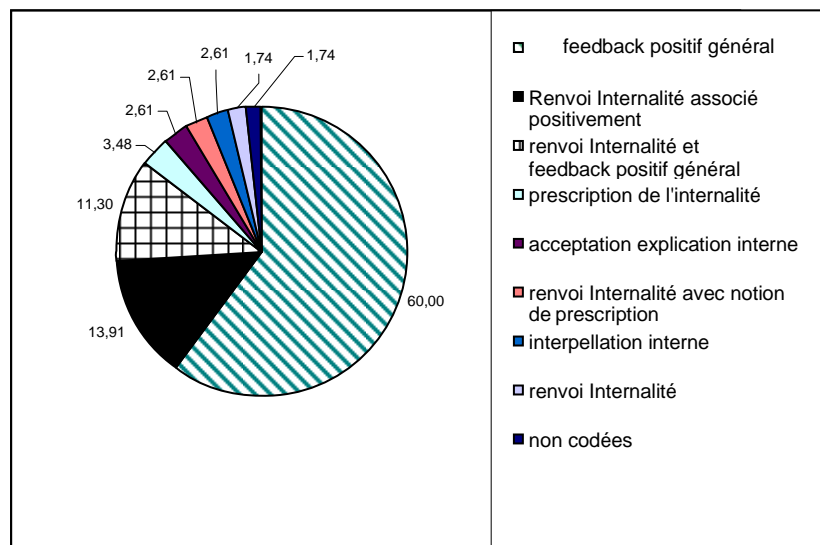 2,61
1,74
1,74
2,61
2,61
3,48
11,30
13,91
60,00
feedback positif général
Renvoi Internalité associé
positivement
renvoi Internalité et
feedback positif général
prescription de l'internalité
acceptation explication interne
renvoi Internalité avec notion
de prescription
interpellation interne
renvoi Internalité
non codées